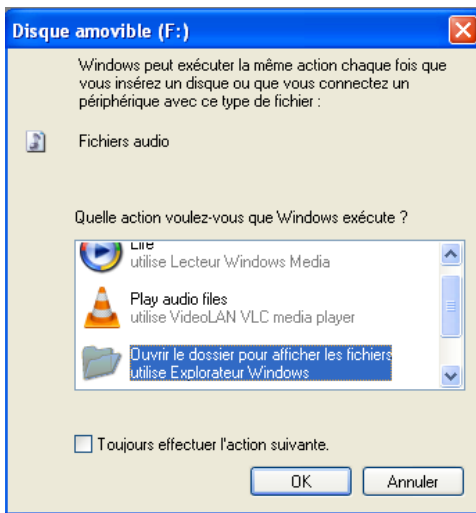 Disque amovible (F:)
Windows peut exécuter la même action chaque fois que
vous insérez un disque ou que vous connectez un
périphérique avec ce type de fichier :
Fichiers audio
Quelle action voulez-vous que Windows exécute ?
Lire
utilise Lecteur Windows Media
Play audio files
utilise VideoLAN VLC media player
Ouvrir le dossier pour afficher les fichiers
utilise Explorateur Windows
Toujours effectuer l'action suivante.
OK
Annuler